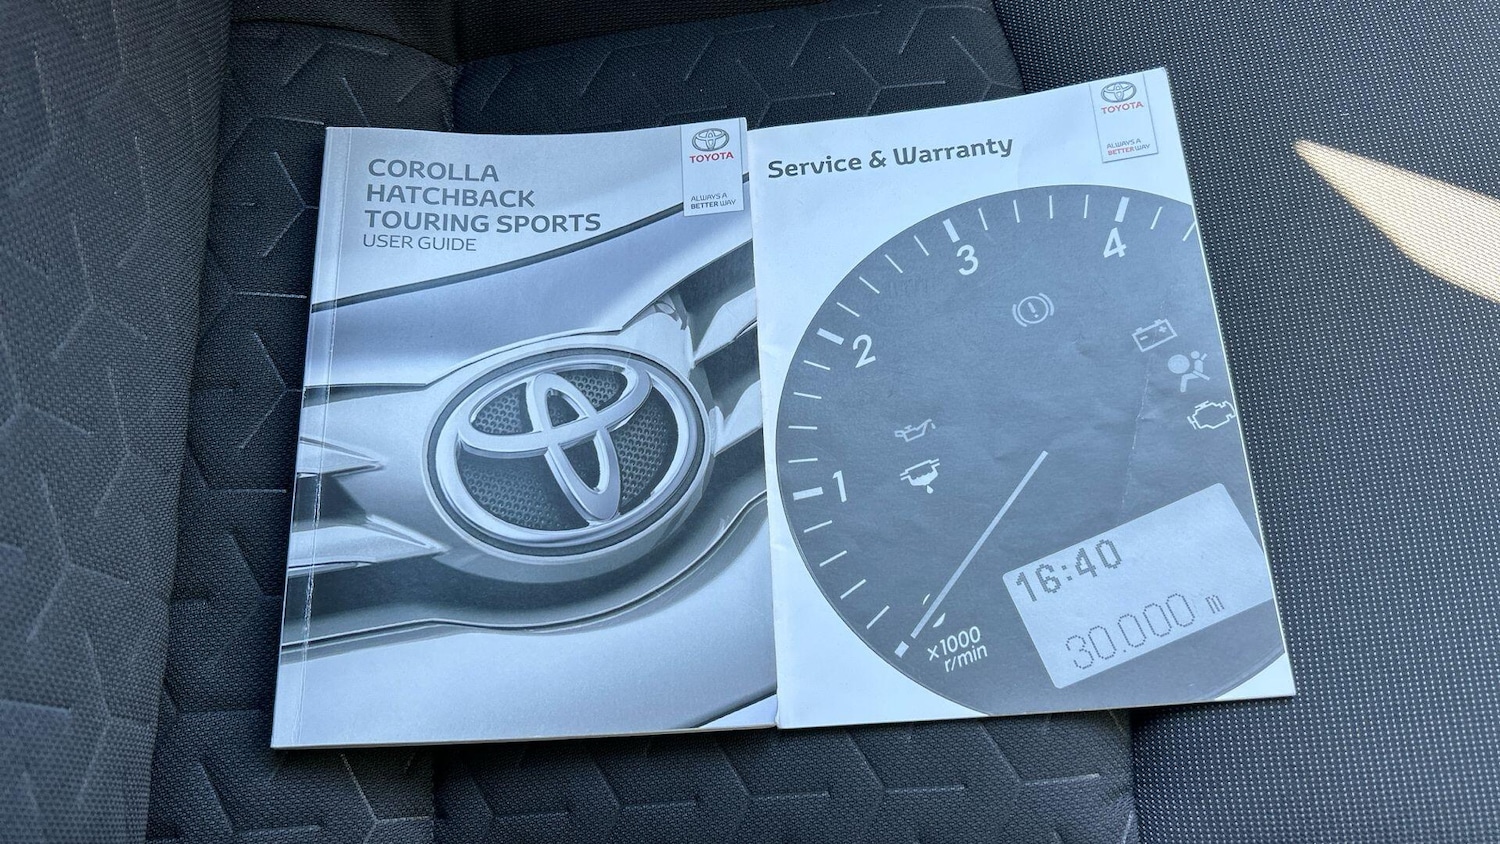 COROLLA
HATCHBACK
TOURING SPORTS
USER GUIDE
TOYOTA
ALWAYS A
BETTER WAY
Service & Warranty
TOYOTA
ALWAYS A
BETTER WAY
1
2
3
4
16:40
30.000 m
x1000
r/min